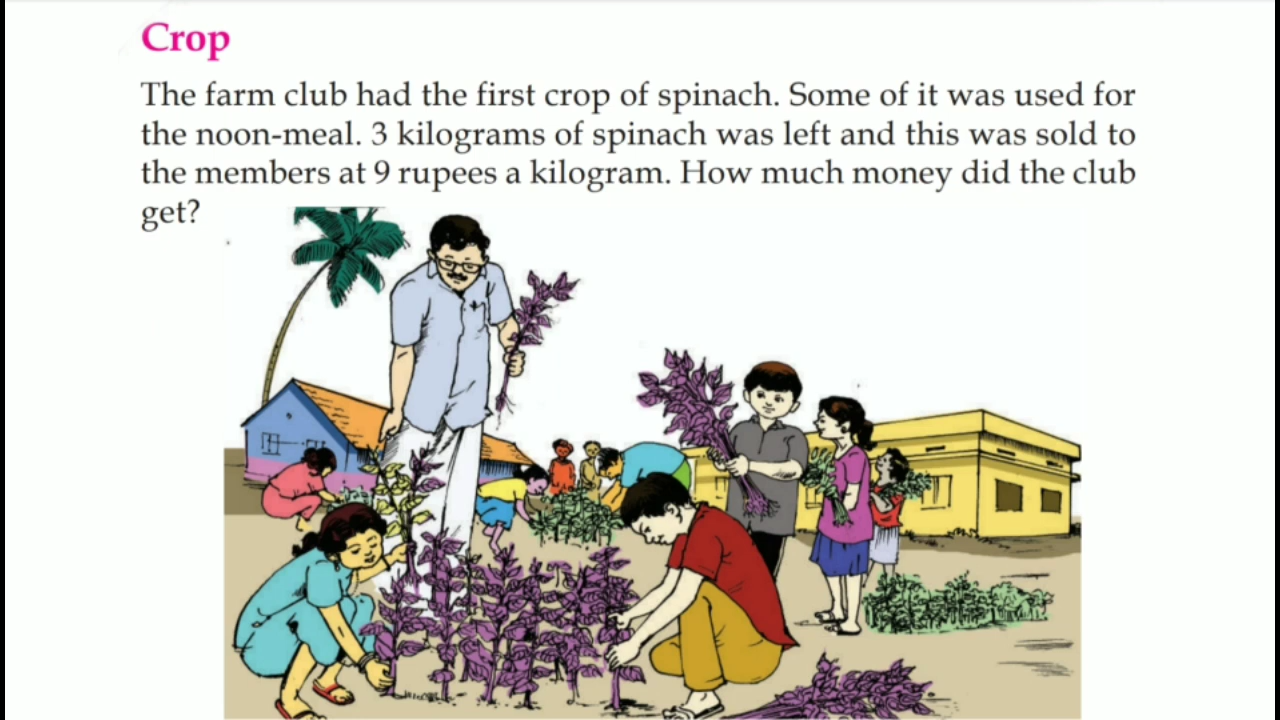 Crop
The farm club had the first crop of spinach. Some of it was used for
the noon-meal. 3 kilograms of spinach was left and this was sold to
the members at 9 rupees a kilogram. How much money did the club
get?